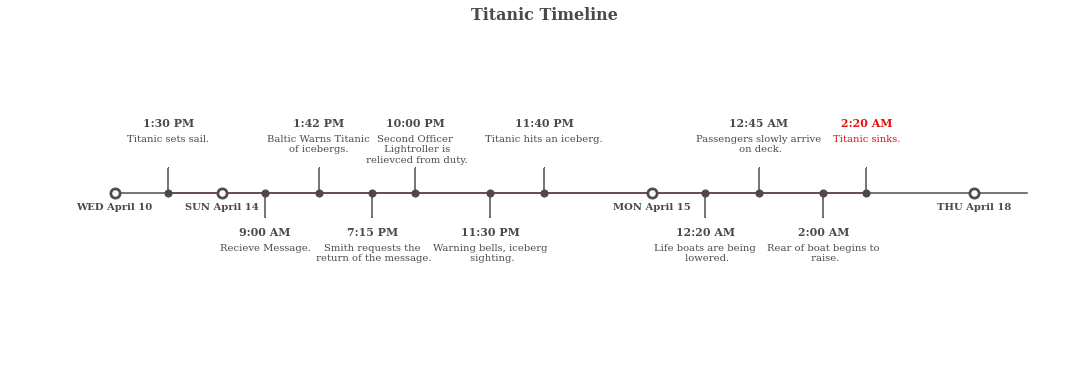 Titanic Timeline
1:30 PM
Titanic sets sail.
1:42 PM
Baltic Warns Titanic
of icebergs.
10:00 PM
Second Officer
Lightroller is
relievced from duty.
11:40 PM
Titanic hits an iceberg.
12:45 AM
Passengers slowly arrive
on deck.
2:20 AM
Titanic sinks.
WED April 10
SUN April 14
MON April 15
THU April 18
9:00 AM
Recieve Message.
7:15 PM
Smith requests the
return of the message.
11:30 PM
Warning bells, iceberg
sighting.
12:20 AM
Life boats are being
lowered.
2:00 AM
Rear of boat begins to
raise.